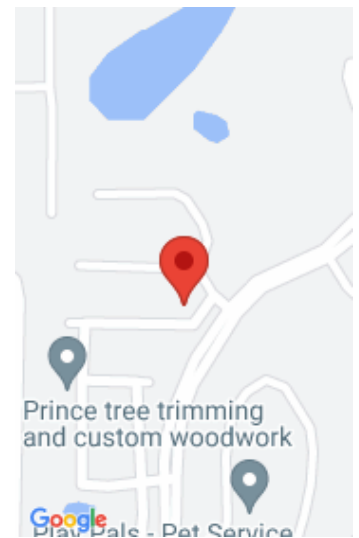 Prince tree trimming
and custom woodwork
Google
Play Pals - Pet Service